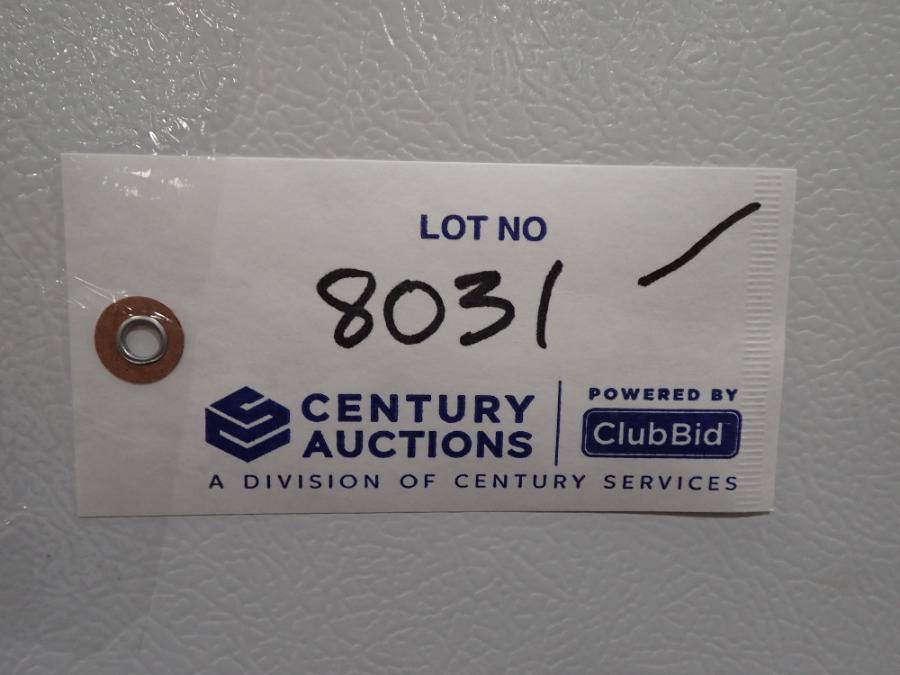 LOT NO
8031
CENTURY
AUCTIONS
A DIVISION OF CENTURY SERVICES
POWERED BY
ClubBid